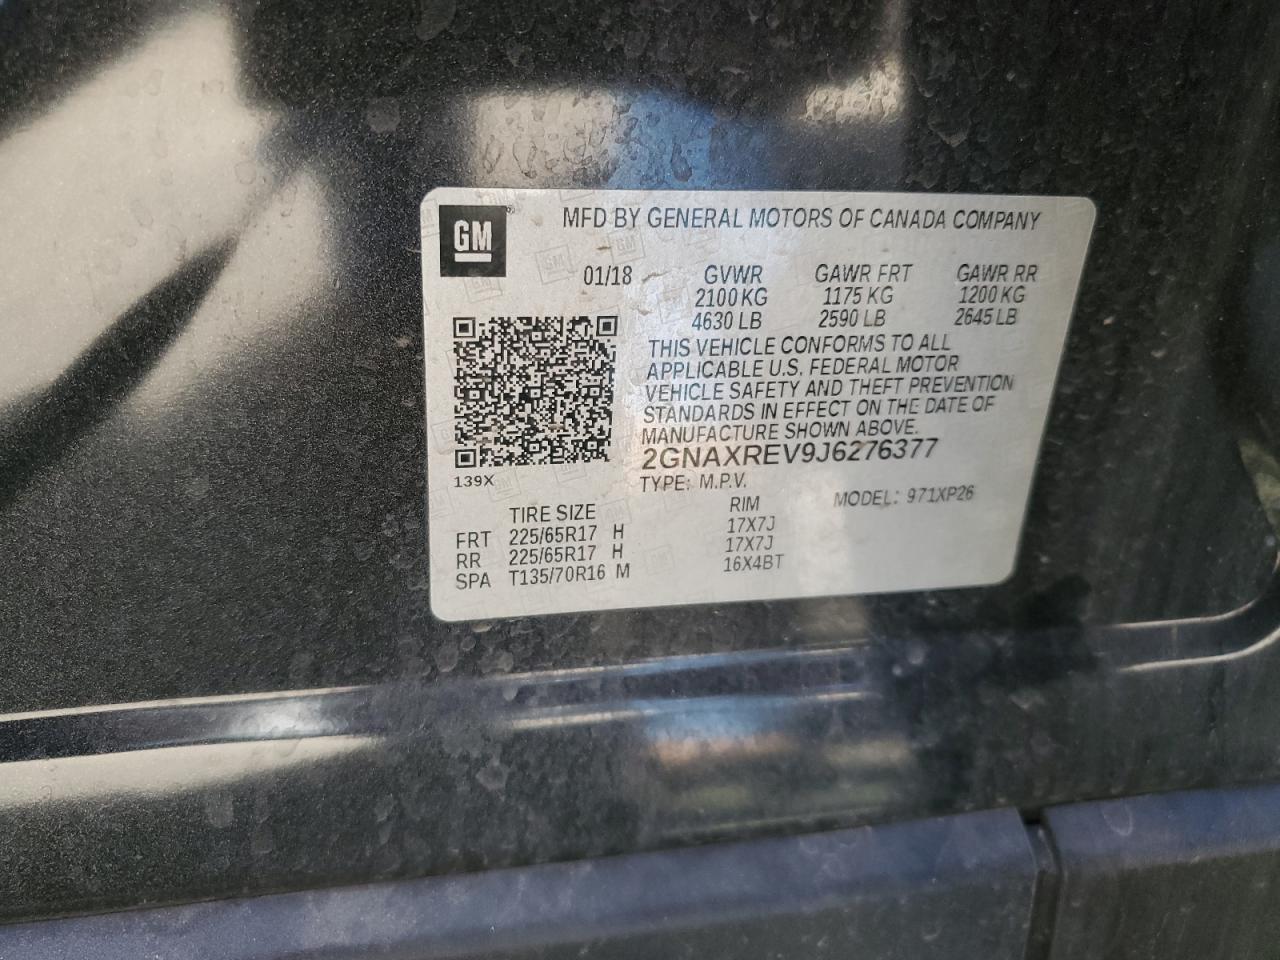 GM
MFD BY GENERAL MOTORS OF CANADA COMPANY
01/18 GVWR GAWR FRT GAWR RR
2100 KG 1175 KG 1200 KG
4630 LB 2590 LB 2645 LB
THIS VEHICLE CONFORMS TO ALL
APPLICABLE U.S. FEDERAL MOTOR
VEHICLE SAFETY AND THEFT PREVENTION
STANDARDS IN EFFECT ON THE DATE OF
MANUFACTURE SHOWN ABOVE.
2GNAXREV9J6276377
139X
TYPE: M.P.V.
MODEL: 971XP26
TIRE SIZE RIM
FRT 225/65R17 H 17X7J
RR 225/65R17 H 17X7J
SPA T135/70R16 M 16X4BT